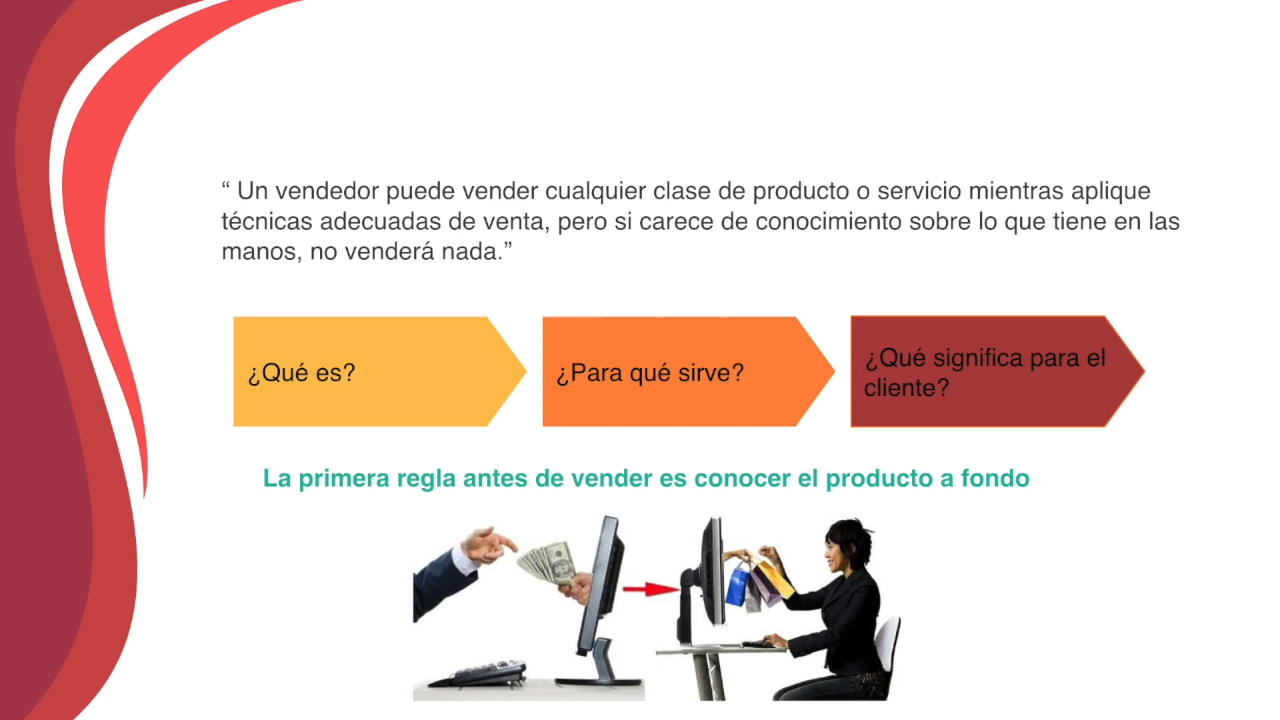 “ Un vendedor puede vender cualquier clase de producto o servicio mientras aplique
técnicas adecuadas de venta, pero si carece de conocimiento sobre lo que tiene en las
manos, no venderá nada.”
¿Qué es?
¿Para qué sirve?
¿Qué significa para el
cliente?
La primera regla antes de vender es conocer el producto a fondo